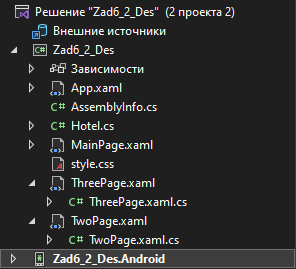 Решение "Zad6_2_Des" (2 проекта 2)
Внешние источники
C# Zad6_2_Des
Зависимости
App.xaml
C# AssemblyInfo.cs
C# Hotel.cs
MainPage.xaml
style.css
ThreePage.xaml
C# ThreePage.xaml.cs
TwoPage.xaml
C# TwoPage.xaml.cs
Zad6_2_Des.Android